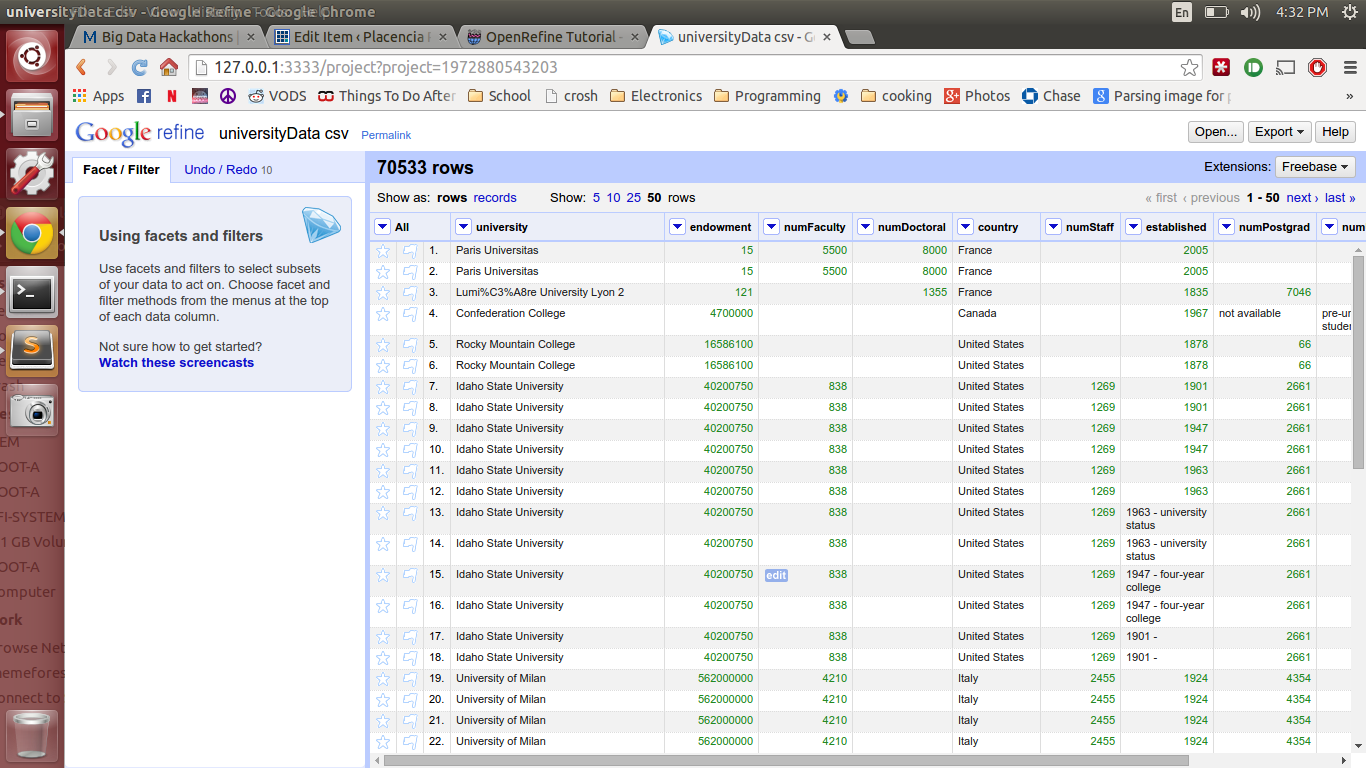 universityData csv - Google Refine - Google Chrome
En 4:32 PM
Big Data Hackathons | Edit Item ‹ Placencia OpenRefine Tutorial - universityData csv - G
127.0.0.1:3333/project?project=1972880543203
Apps VODS Things To Do After School crosh Electronics Programming cooking Photos Chase Parsing image for »
Google refine universityData csv Permalink Open... Export Help
Facet / Filter Undo / Redo 10 70533 rows Extensions: Freebase
Show as: rows records Show: 5 10 25 50 rows « first ‹ previous 1 - 50 next › last »
Using facets and filters
Use facets and filters to select subsets
of your data to act on. Choose facet and
filter methods from the menus at the top
of each data column.
Not sure how to get started?
Watch these screencasts
All university endowment numFaculty numDoctoral country numStaff established numPostgrad num
1. Paris Universitas 15 5500 8000 France 2005
2. Paris Universitas 15 5500 8000 France 2005
3. Lumi%C3%A8re University Lyon 2 121 1355 France 1835 7046
4. Confederation College 4700000 Canada 1967 not available pre-un
studen
5. Rocky Mountain College 16586100 United States 1878 66
6. Rocky Mountain College 16586100 United States 1878 66
7. Idaho State University 40200750 838 United States 1269 1901 2661
8. Idaho State University 40200750 838 United States 1269 1901 2661
9. Idaho State University 40200750 838 United States 1269 1947 2661
10. Idaho State University 40200750 838 United States 1269 1947 2661
11. Idaho State University 40200750 838 United States 1269 1963 2661
12. Idaho State University 40200750 838 United States 1269 1963 2661
13. Idaho State University 40200750 838 United States 1269 1963 - university 2661
status
14. Idaho State University 40200750 838 United States 1269 1963 - university 2661
status
15. Idaho State University 40200750 edit 838 United States 1269 1947 - four-year 2661
college
16. Idaho State University 40200750 838 United States 1269 1947 - four-year 2661
college
17. Idaho State University 40200750 838 United States 1269 1901 - 2661
18. Idaho State University 40200750 838 United States 1269 1901 - 2661
19. University of Milan 562000000 4210 Italy 2455 1924 4354
20. University of Milan 562000000 4210 Italy 2455 1924 4354
21. University of Milan 562000000 4210 Italy 2455 1924 4354
22. University of Milan 562000000 4210 Italy 2455 1924 4354
EM
OOT-A
OOT-A
FI-SYSTEM
1 GB Volu
OOT-A
omputer
ork
rowse Net
hemefores
onnect to